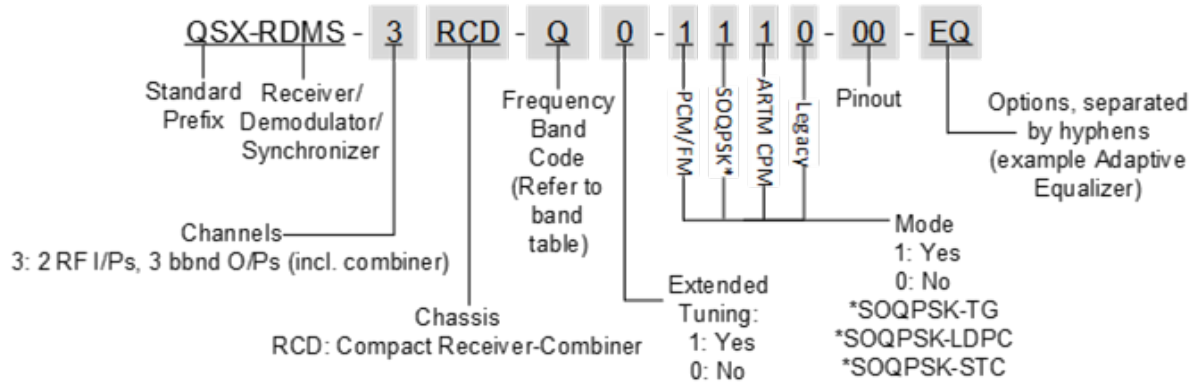 QSX-RDMS - 3 RCD - Q 0 - 1 1 1 0 - 00 - EQ
Standard
Prefix
Receiver/
Demodulator/
Synchronizer
Channels
3: 2 RF I/Ps, 3 bbnd O/Ps (incl. combiner)
Chassis
RCD: Compact Receiver-Combiner
Frequency
Band
Code
(Refer to
band
table)
Extended
Tuning:
1: Yes
0: No
PCM/FM
SOQPSK*
ARTM CPM
Legacy
Mode
1: Yes
0: No
*SOQPSK-TG
*SOQPSK-LDPC
*SOQPSK-STC
Pinout
Options, separated
by hyphens
(example Adaptive
Equalizer)